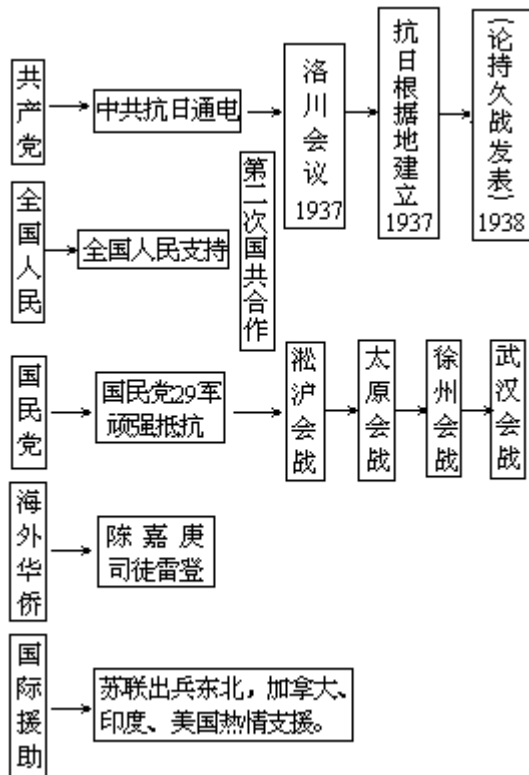 共产党
中共抗日通电
洛川会议
1937
抗日根据地建立
1937
(论持久战发表)
1938
全国人民
全国人民支持
第二次国共合作
国民党
国民党29军
顽强抵抗
淞沪会战
太原会战
徐州会战
武汉会战
海外华侨
陈嘉庚
司徒雷登
国际援助
苏联出兵东北，加拿大、
印度、美国热情支援。